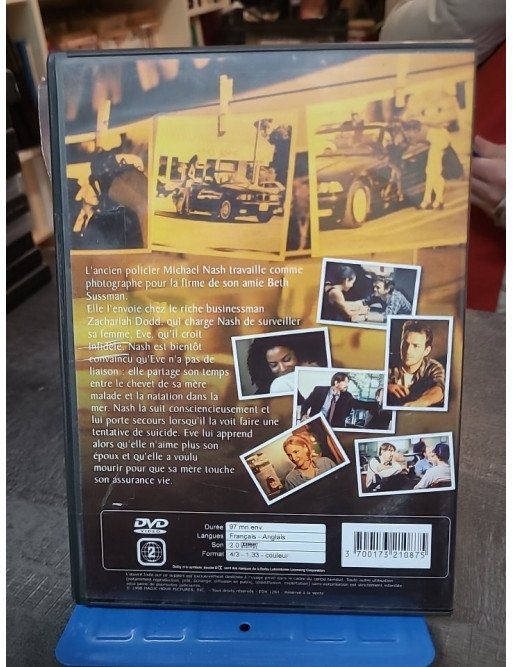 L'ancien policier Michael Nash travaille comme
photographe pour la firme de son amie Beth
Sussman.
Elle l'envoie chez le riche businessman
Zachariah Dodd, qui charge Nash de surveiller
sa femme, Eve, qu'il croit
infidèle. Nash est bientôt
convaincu qu'Eve n'a pas de
liaison : elle partage son temps
entre le chevet de sa mère
malade et la natation dans la
mer. Nash la suit consciencieusement et
lui porte secours lorsqu'il la voit faire une
tentative de suicide. Eve lui apprend
alors qu'elle n'aime plus son
époux et qu'elle a voulu
mourir pour que sa mère touche
son assurance vie.
DVD
VIDEO
2
Durée 97 mn env.
Langues Français - Anglais
Son 2.0
Format 4/3 - 1.33 - couleur
3 700173 210875